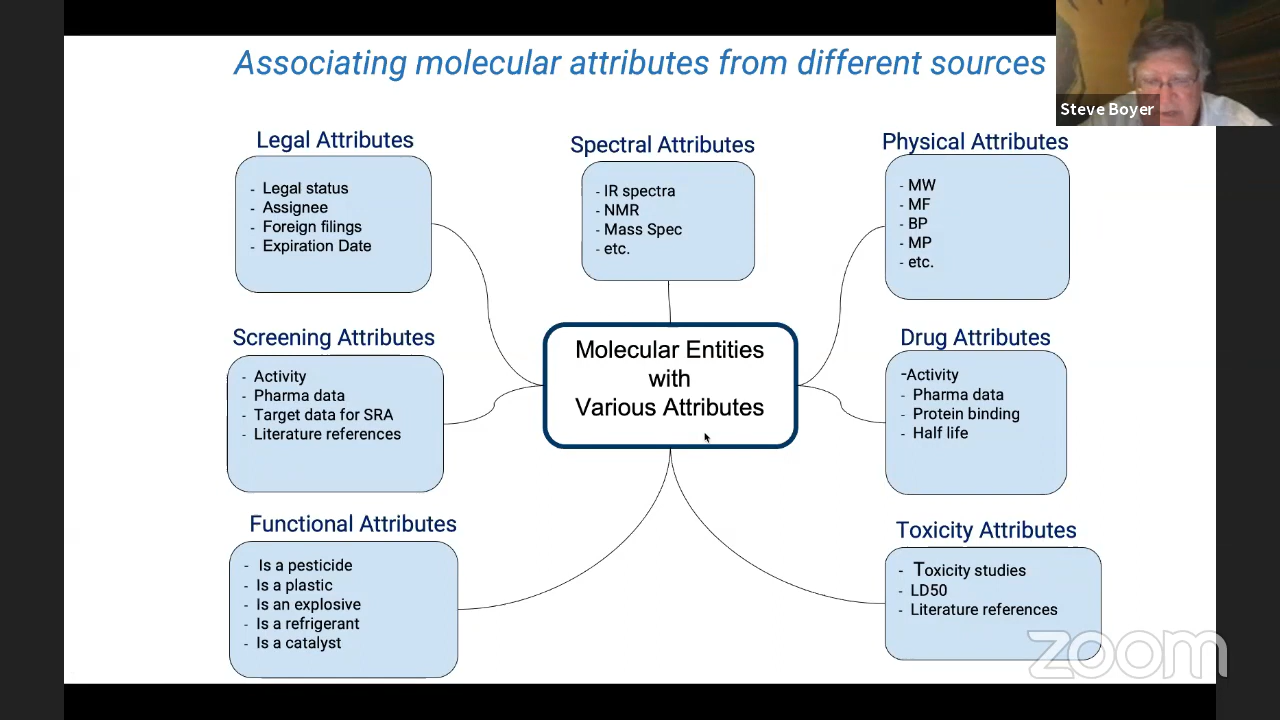 Associating molecular attributes from different sources
Steve Boyer
Legal Attributes
- Legal status
- Assignee
- Foreign filings
- Expiration Date
Spectral Attributes
- IR spectra
- NMR
- Mass Spec
- etc.
Physical Attributes
- MW
- MF
- BP
- MP
- etc.
Screening Attributes
- Activity
- Pharma data
- Target data for SRA
- Literature references
Molecular Entities
with
Various Attributes
Drug Attributes
-Activity
- Pharma data
- Protein binding
- Half life
Functional Attributes
- Is a pesticide
- Is a plastic
- Is an explosive
- Is a refrigerant
- Is a catalyst
Toxicity Attributes
- Toxicity studies
- LD50
- Literature references
zoom